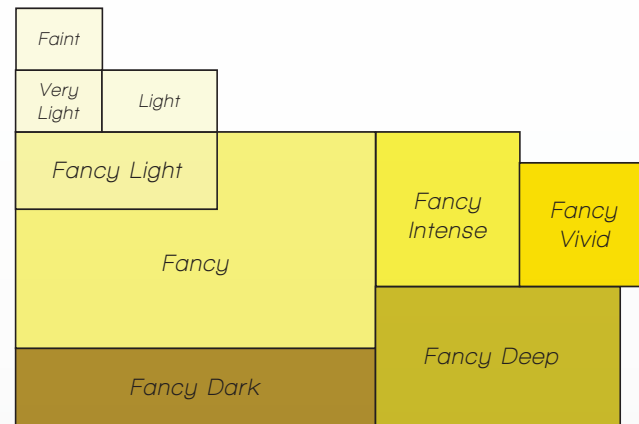 Faint
Very
Light
Light
Fancy Light
Fancy
Intense
Fancy
Vivid
Fancy
Fancy Deep
Fancy Dark